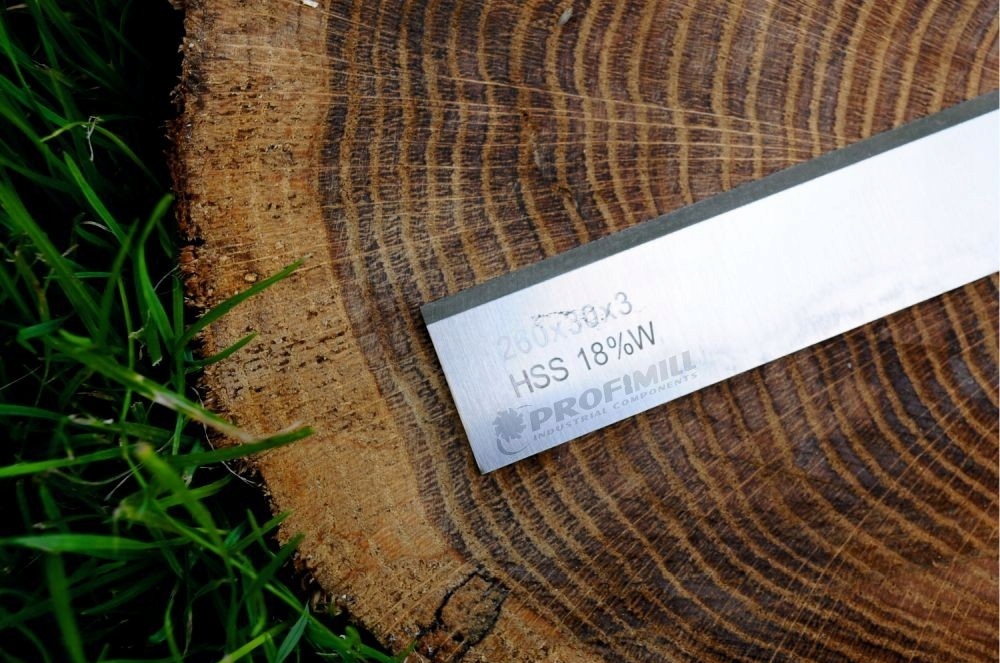 260x30x3
HSS 18%W
PROFIMILL
INDUSTRIAL COMPONENTS